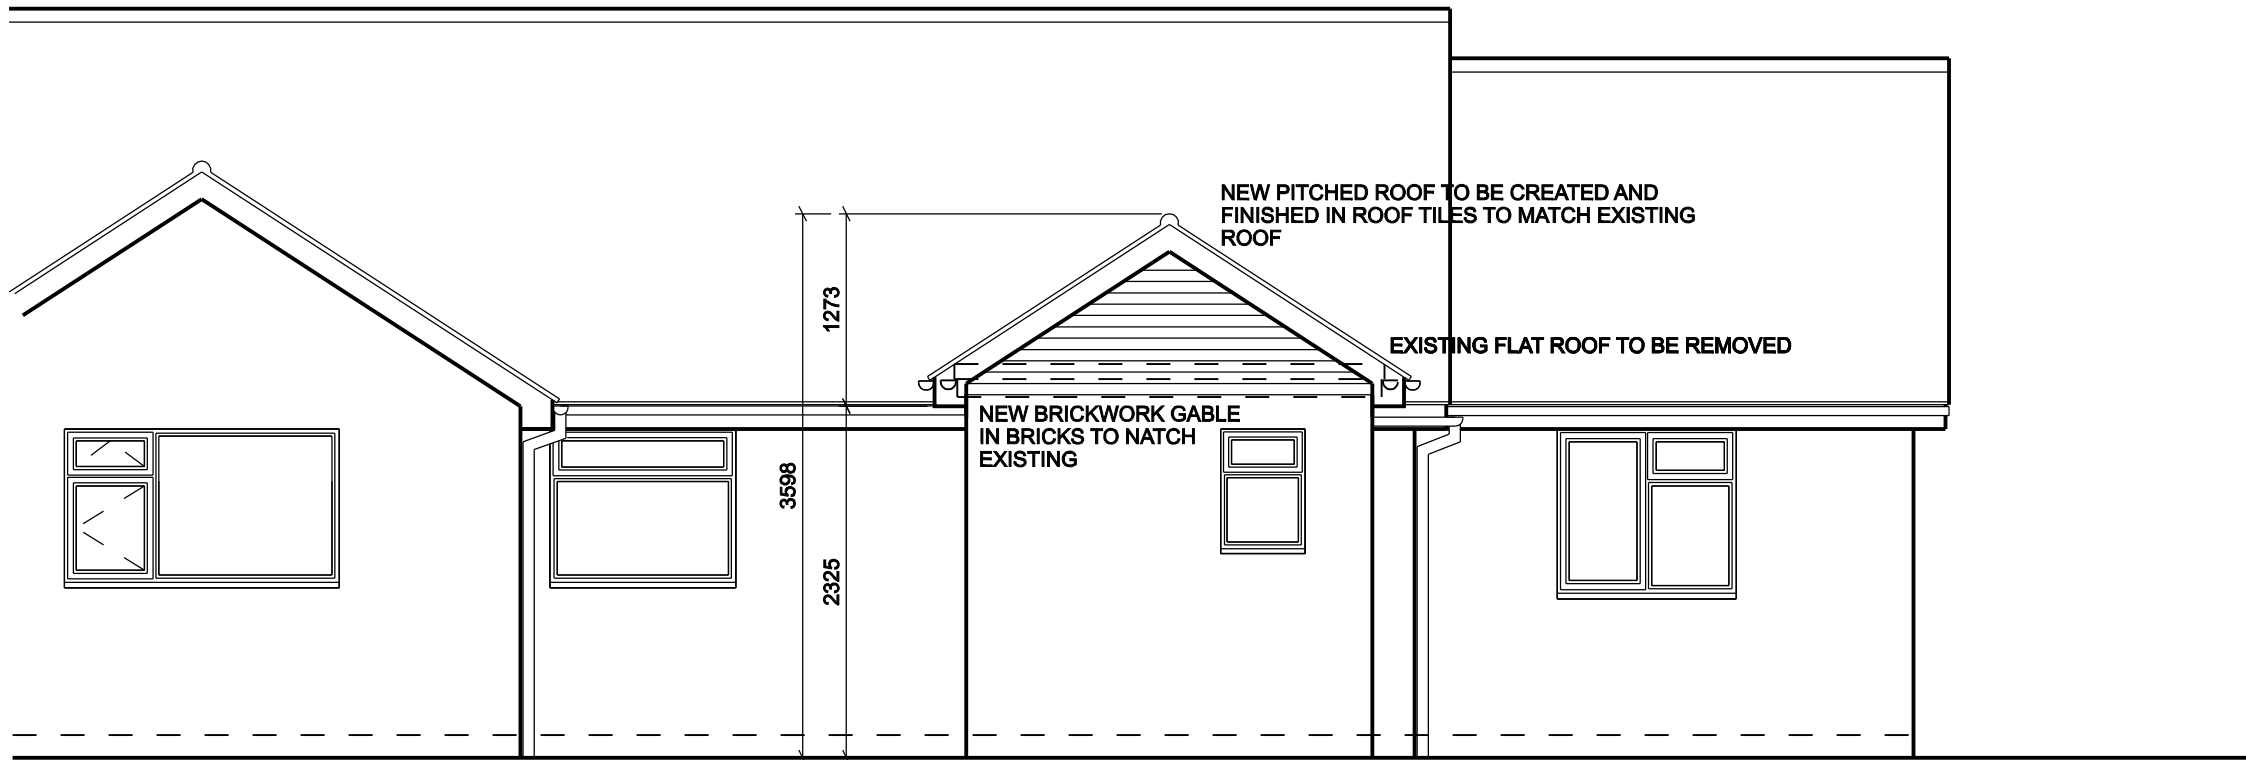 NEW PITCHED ROOF TO BE CREATED AND
FINISHED IN ROOF TILES TO MATCH EXISTING
ROOF
1273
EXISTING FLAT ROOF TO BE REMOVED
NEW BRICKWORK GABLE
IN BRICKS TO NATCH
EXISTING
3598
2325